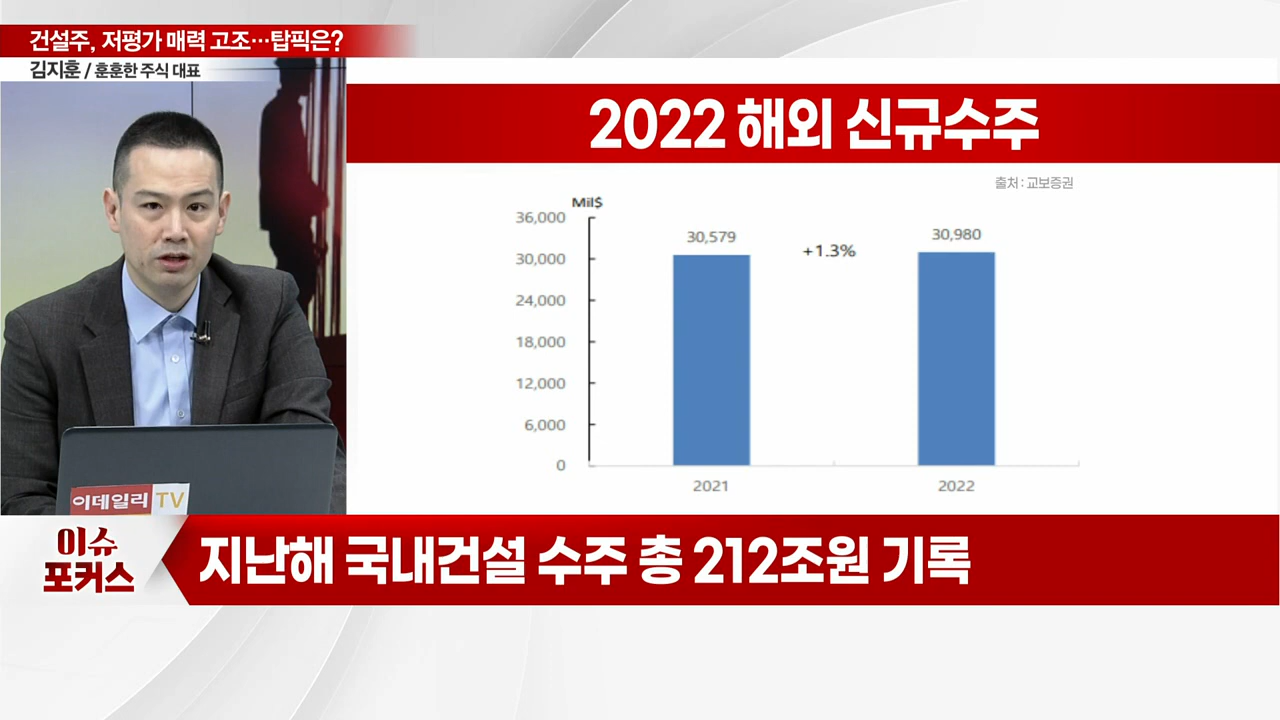 건설주, 저평가 매력 고조…탑픽은?
김지훈 / 훈훈한 주식 대표
2022 해외 신규수주
출처 : 교보증권
Mil$
36,000
30,000
24,000
18,000
12,000
6,000
0
30,579
+1.3%
30,980
2021
2022
이데일리 TV
이슈
포커스
지난해 국내건설 수주 총 212조원 기록